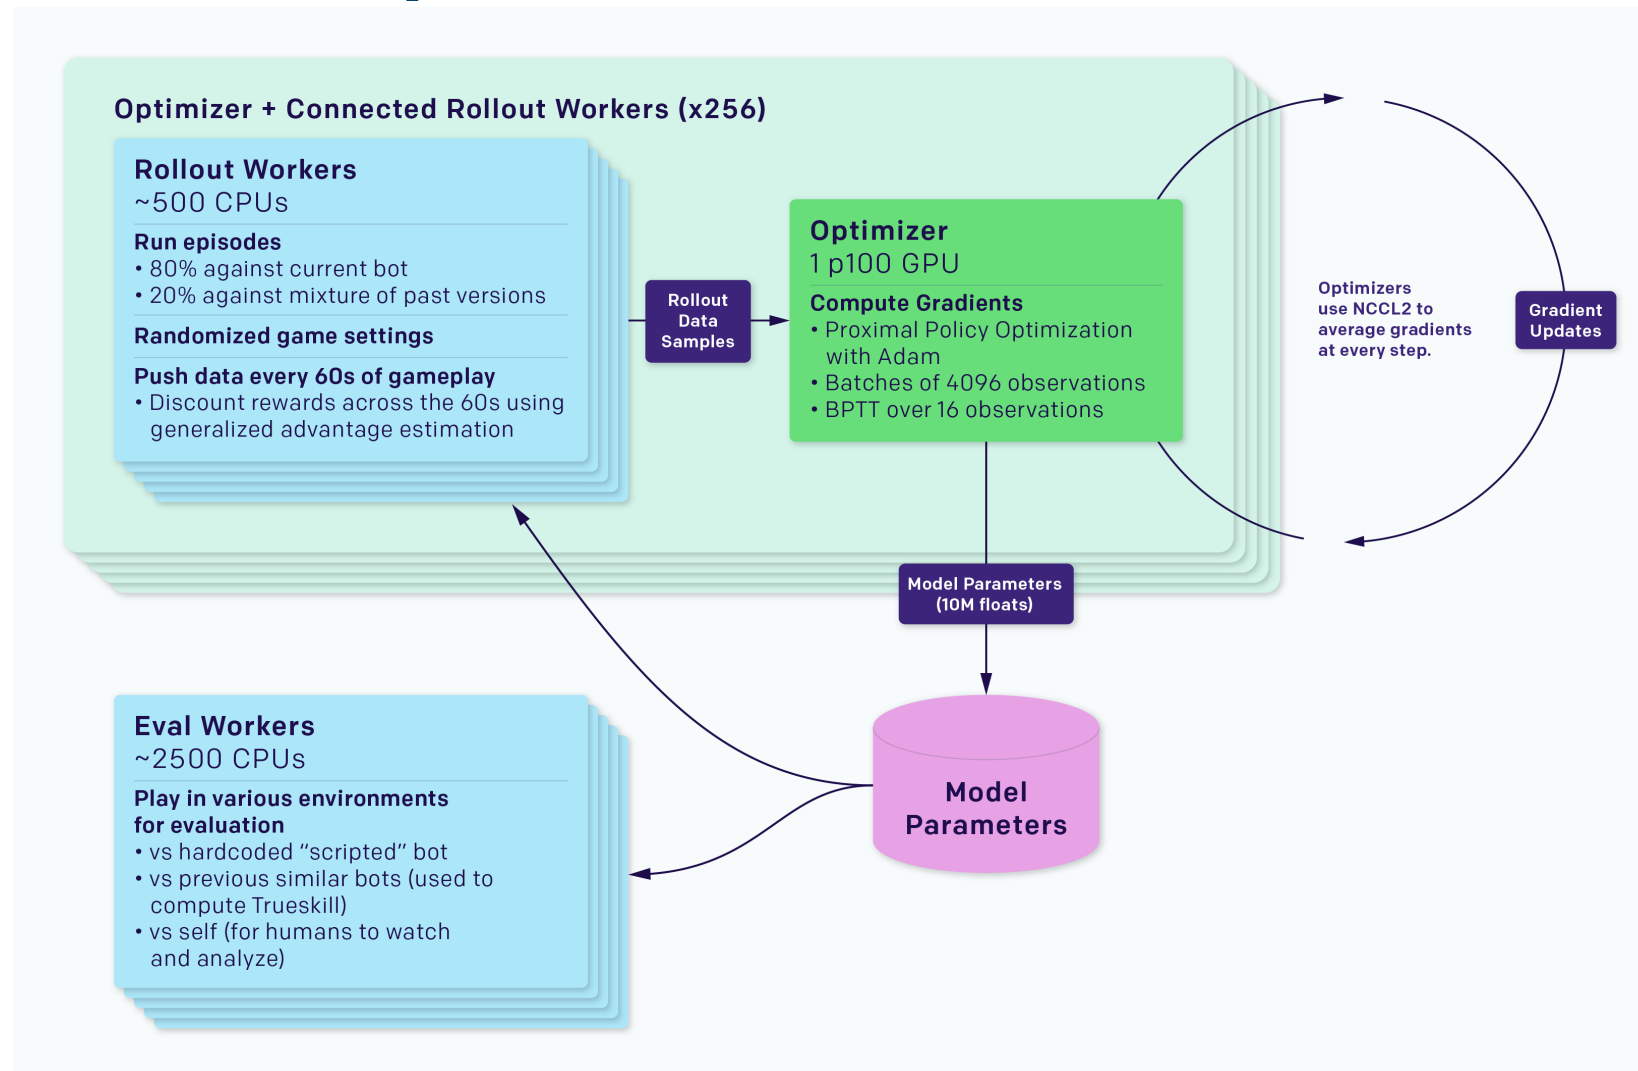 Optimizer + Connected Rollout Workers (x256)
Rollout Workers
~500 CPUs
Run episodes
• 80% against current bot
• 20% against mixture of past versions
Randomized game settings
Push data every 60s of gameplay
• Discount rewards across the 60s using
generalized advantage estimation
Rollout
Data
Samples
Optimizer
1 p100 GPU
Compute Gradients
• Proximal Policy Optimization
with Adam
• Batches of 4096 observations
• BPTT over 16 observations
Optimizers
use NCCL2 to
average gradients
at every step.
Gradient
Updates
Model Parameters
(10M floats)
Eval Workers
~2500 CPUs
Play in various environments
for evaluation
• vs hardcoded “scripted” bot
• vs previous similar bots (used to
compute Trueskill)
• vs self (for humans to watch
and analyze)
Model
Parameters